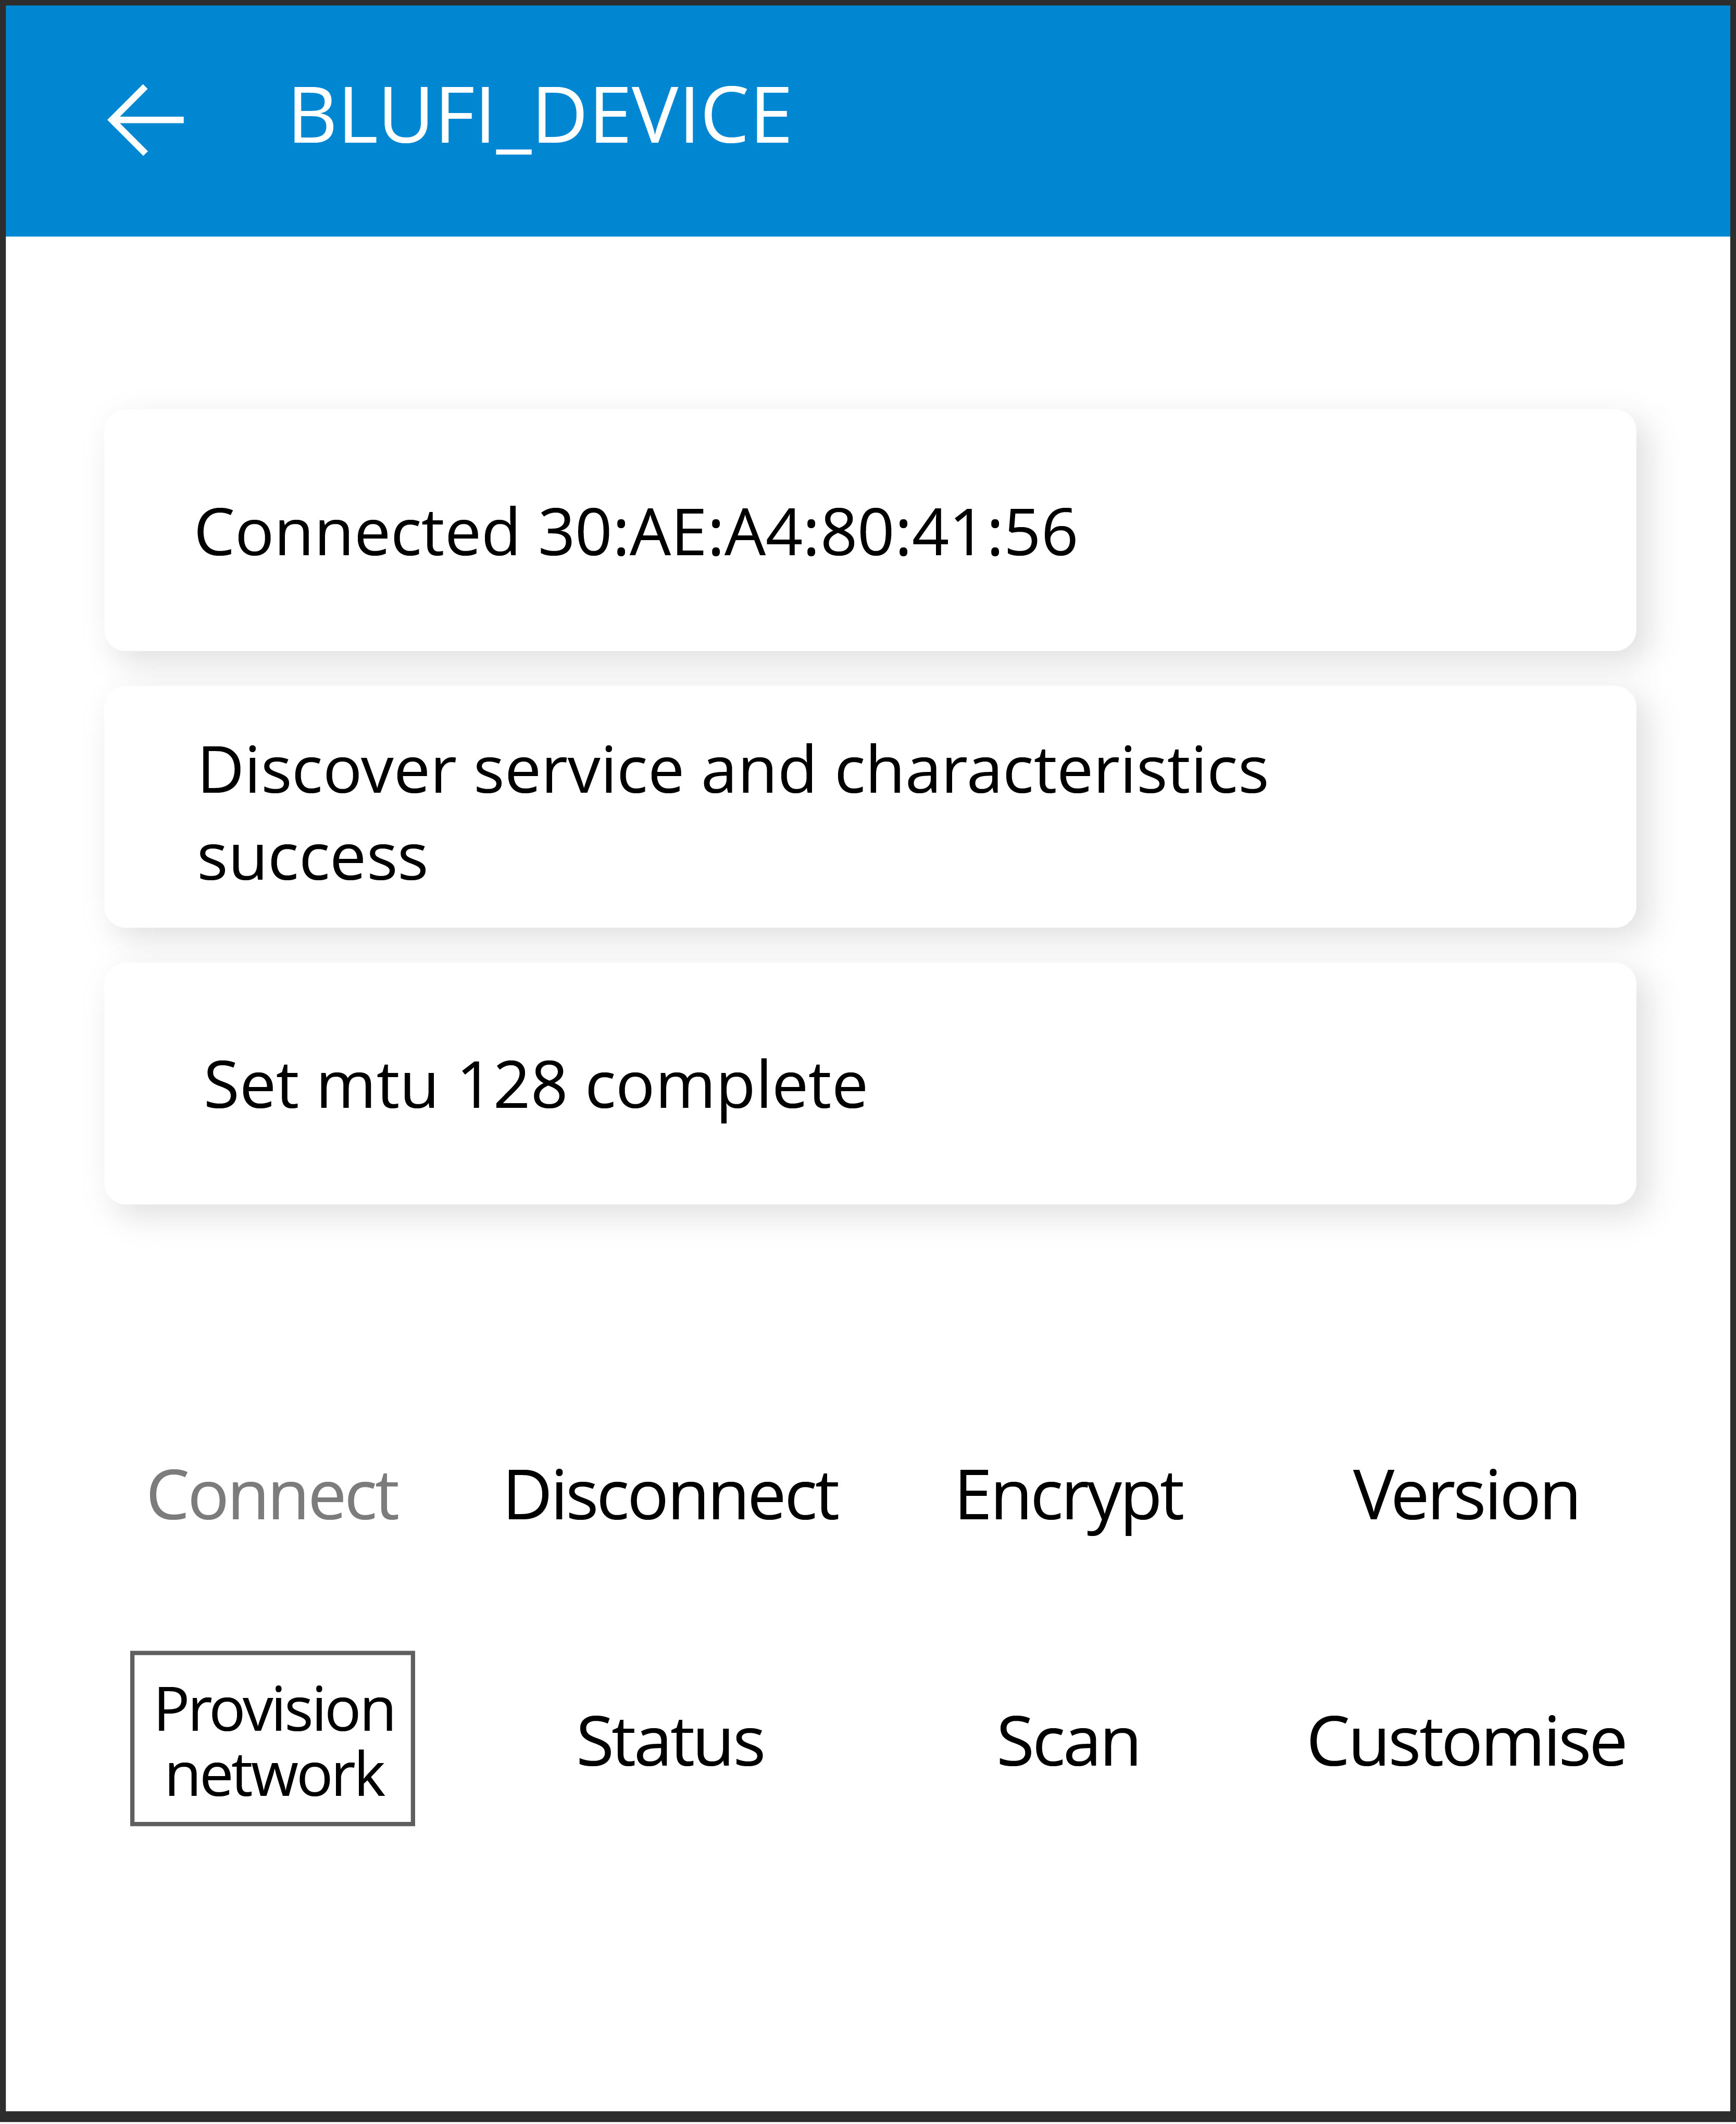 BLUFI_DEVICE
Connected 30:AE:A4:80:41:56
Discover service and characteristics
success
Set mtu 128 complete
Connect Disconnect Encrypt Version
Provision
network
Status Scan Customise